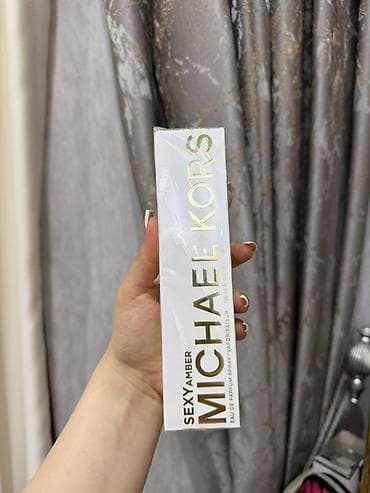 SEXY AMBER
MICHAEL KORS
EAU DE PARFUM SPRAY / VAPORISATEUR